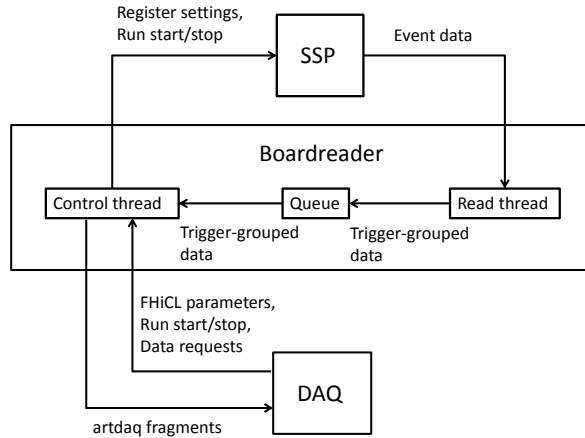 Register settings,
Run start/stop
SSP
Event data
Boardreader
Control thread
Queue
Read thread
Trigger-grouped
data
Trigger-grouped
data
FHiCL parameters,
Run start/stop,
Data requests
DAQ
artdaq fragments